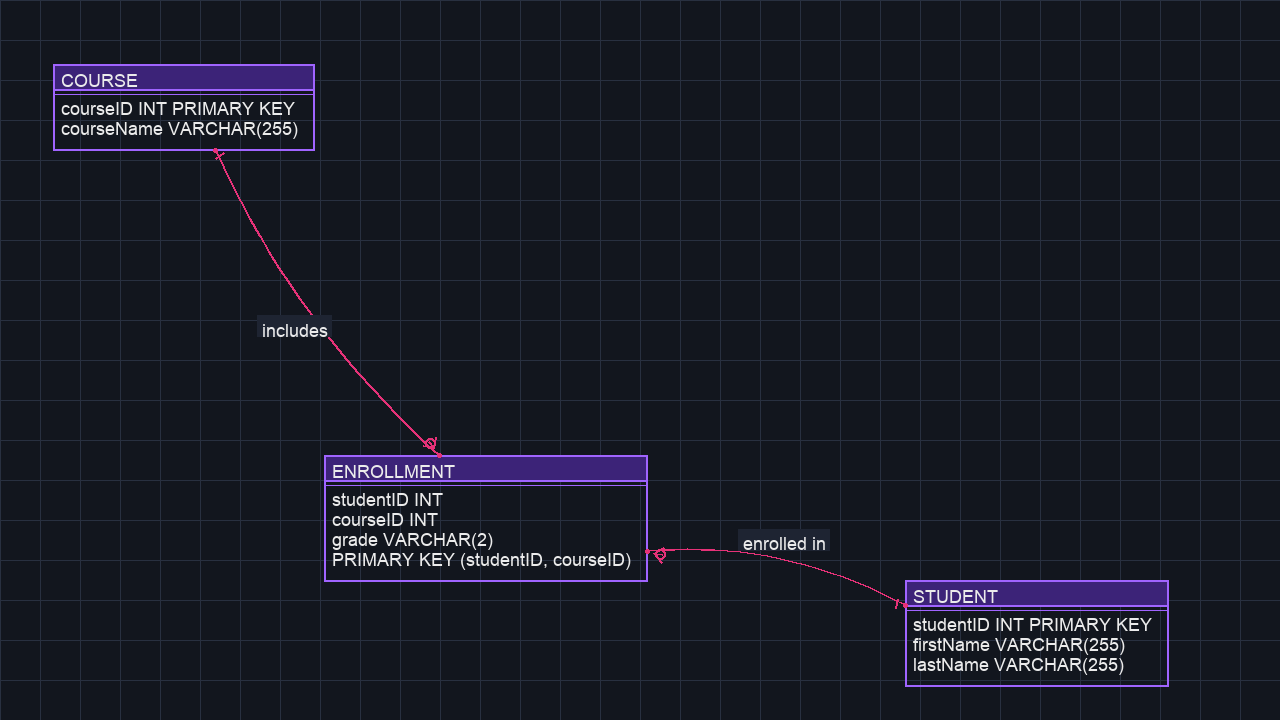 COURSE
courseID INT PRIMARY KEY
courseName VARCHAR(255)
includes
ENROLLMENT
studentID INT
courseID INT
grade VARCHAR(2)
PRIMARY KEY (studentID, courseID)
enrolled in
STUDENT
studentID INT PRIMARY KEY
firstName VARCHAR(255)
lastName VARCHAR(255)